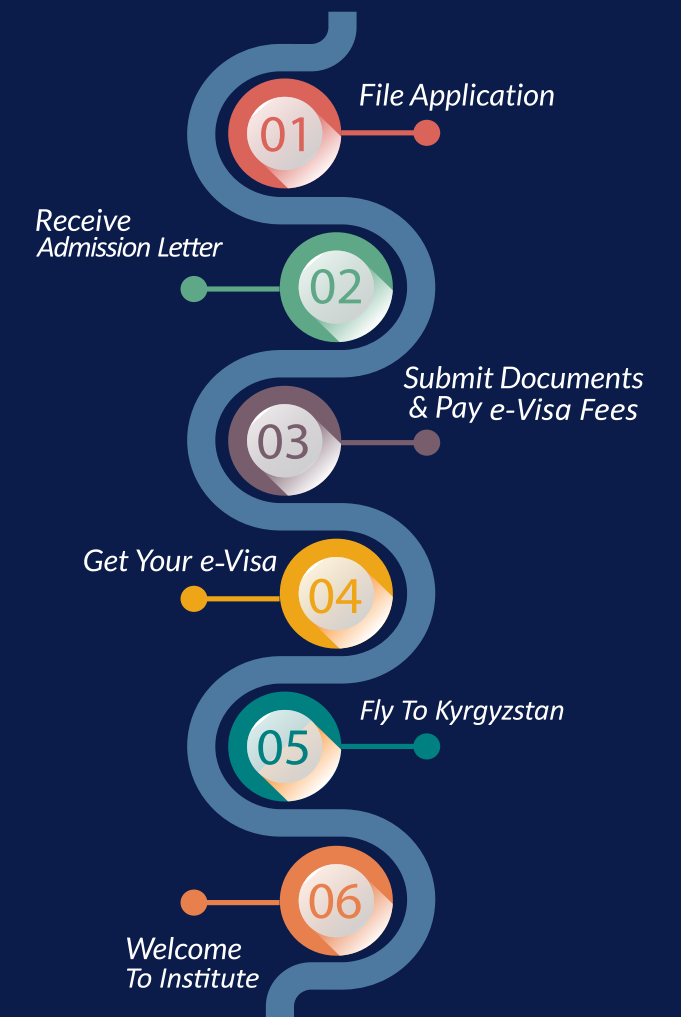 01
File Application
Receive
Admission Letter
02
Submit Documents
& Pay e-Visa Fees
03
Get Your e-Visa
04
Fly To Kyrgyzstan
05
06
Welcome
To Institute